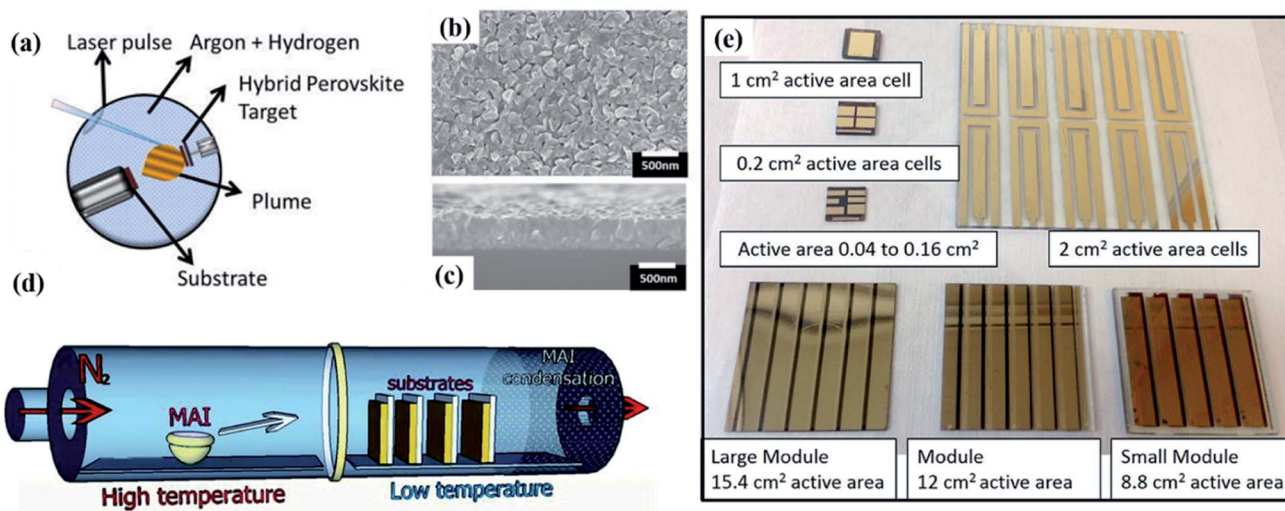 (a)
Laser pulse
Argon + Hydrogen
Hybrid Perovskite
Target
Plume
Substrate
(b)
500nm
(c)
500nm
(d)
N2
MAI
substrates
MAI
condensation
High temperature
Low temperature
(e)
1 cm² active area cell
0.2 cm² active area cells
Active area 0.04 to 0.16 cm²
2 cm² active area cells
Large Module
15.4 cm² active area
Module
12 cm² active area
Small Module
8.8 cm² active area